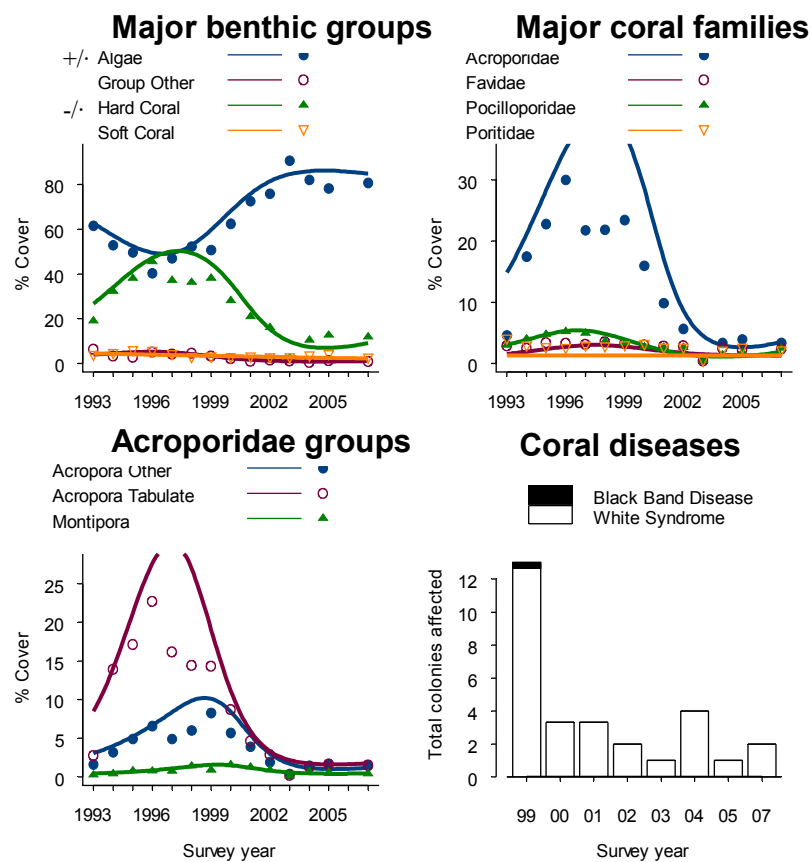 Major benthic groups
+/· Algae
Group Other
-/· Hard Coral
Soft Coral
80
60
40
20
0
% Cover
1993 1996 1999 2002 2005
Major coral families
Acroporidae
Favidae
Pocilloporidae
Poritidae
30
20
10
0
% Cover
1993 1996 1999 2002 2005
Acroporidae groups
Acropora Other
Acropora Tabulate
Montipora
25
20
15
10
5
0
% Cover
1993 1996 1999 2002 2005
Survey year
Coral diseases
Black Band Disease
White Syndrome
12
10
8
6
4
2
0
Total colonies affected
99 00 01 02 03 04 05 07
Survey year